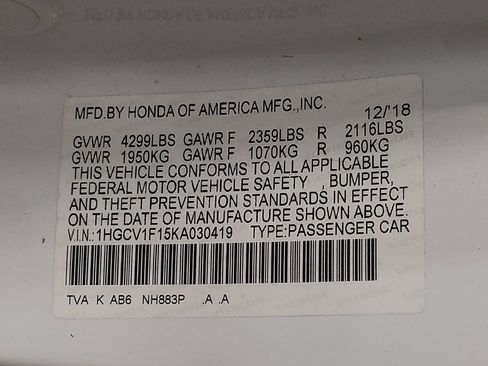 MFD.BY HONDA OF AMERICA MFG.,INC.
12/'18
GVWR 4299LBS GAWR F 2359LBS R 2116LBS
GVWR 1950KG GAWR F 1070KG R 960KG
THIS VEHICLE CONFORMS TO ALL APPLICABLE
FEDERAL MOTOR VEHICLE SAFETY , BUMPER,
AND THEFT PREVENTION STANDARDS IN EFFECT
ON THE DATE OF MANUFACTURE SHOWN ABOVE.
V.I.N.:1HGCV1F15KA030419 TYPE:PASSENGER CAR
TVA K AB6 NH883P .A .A